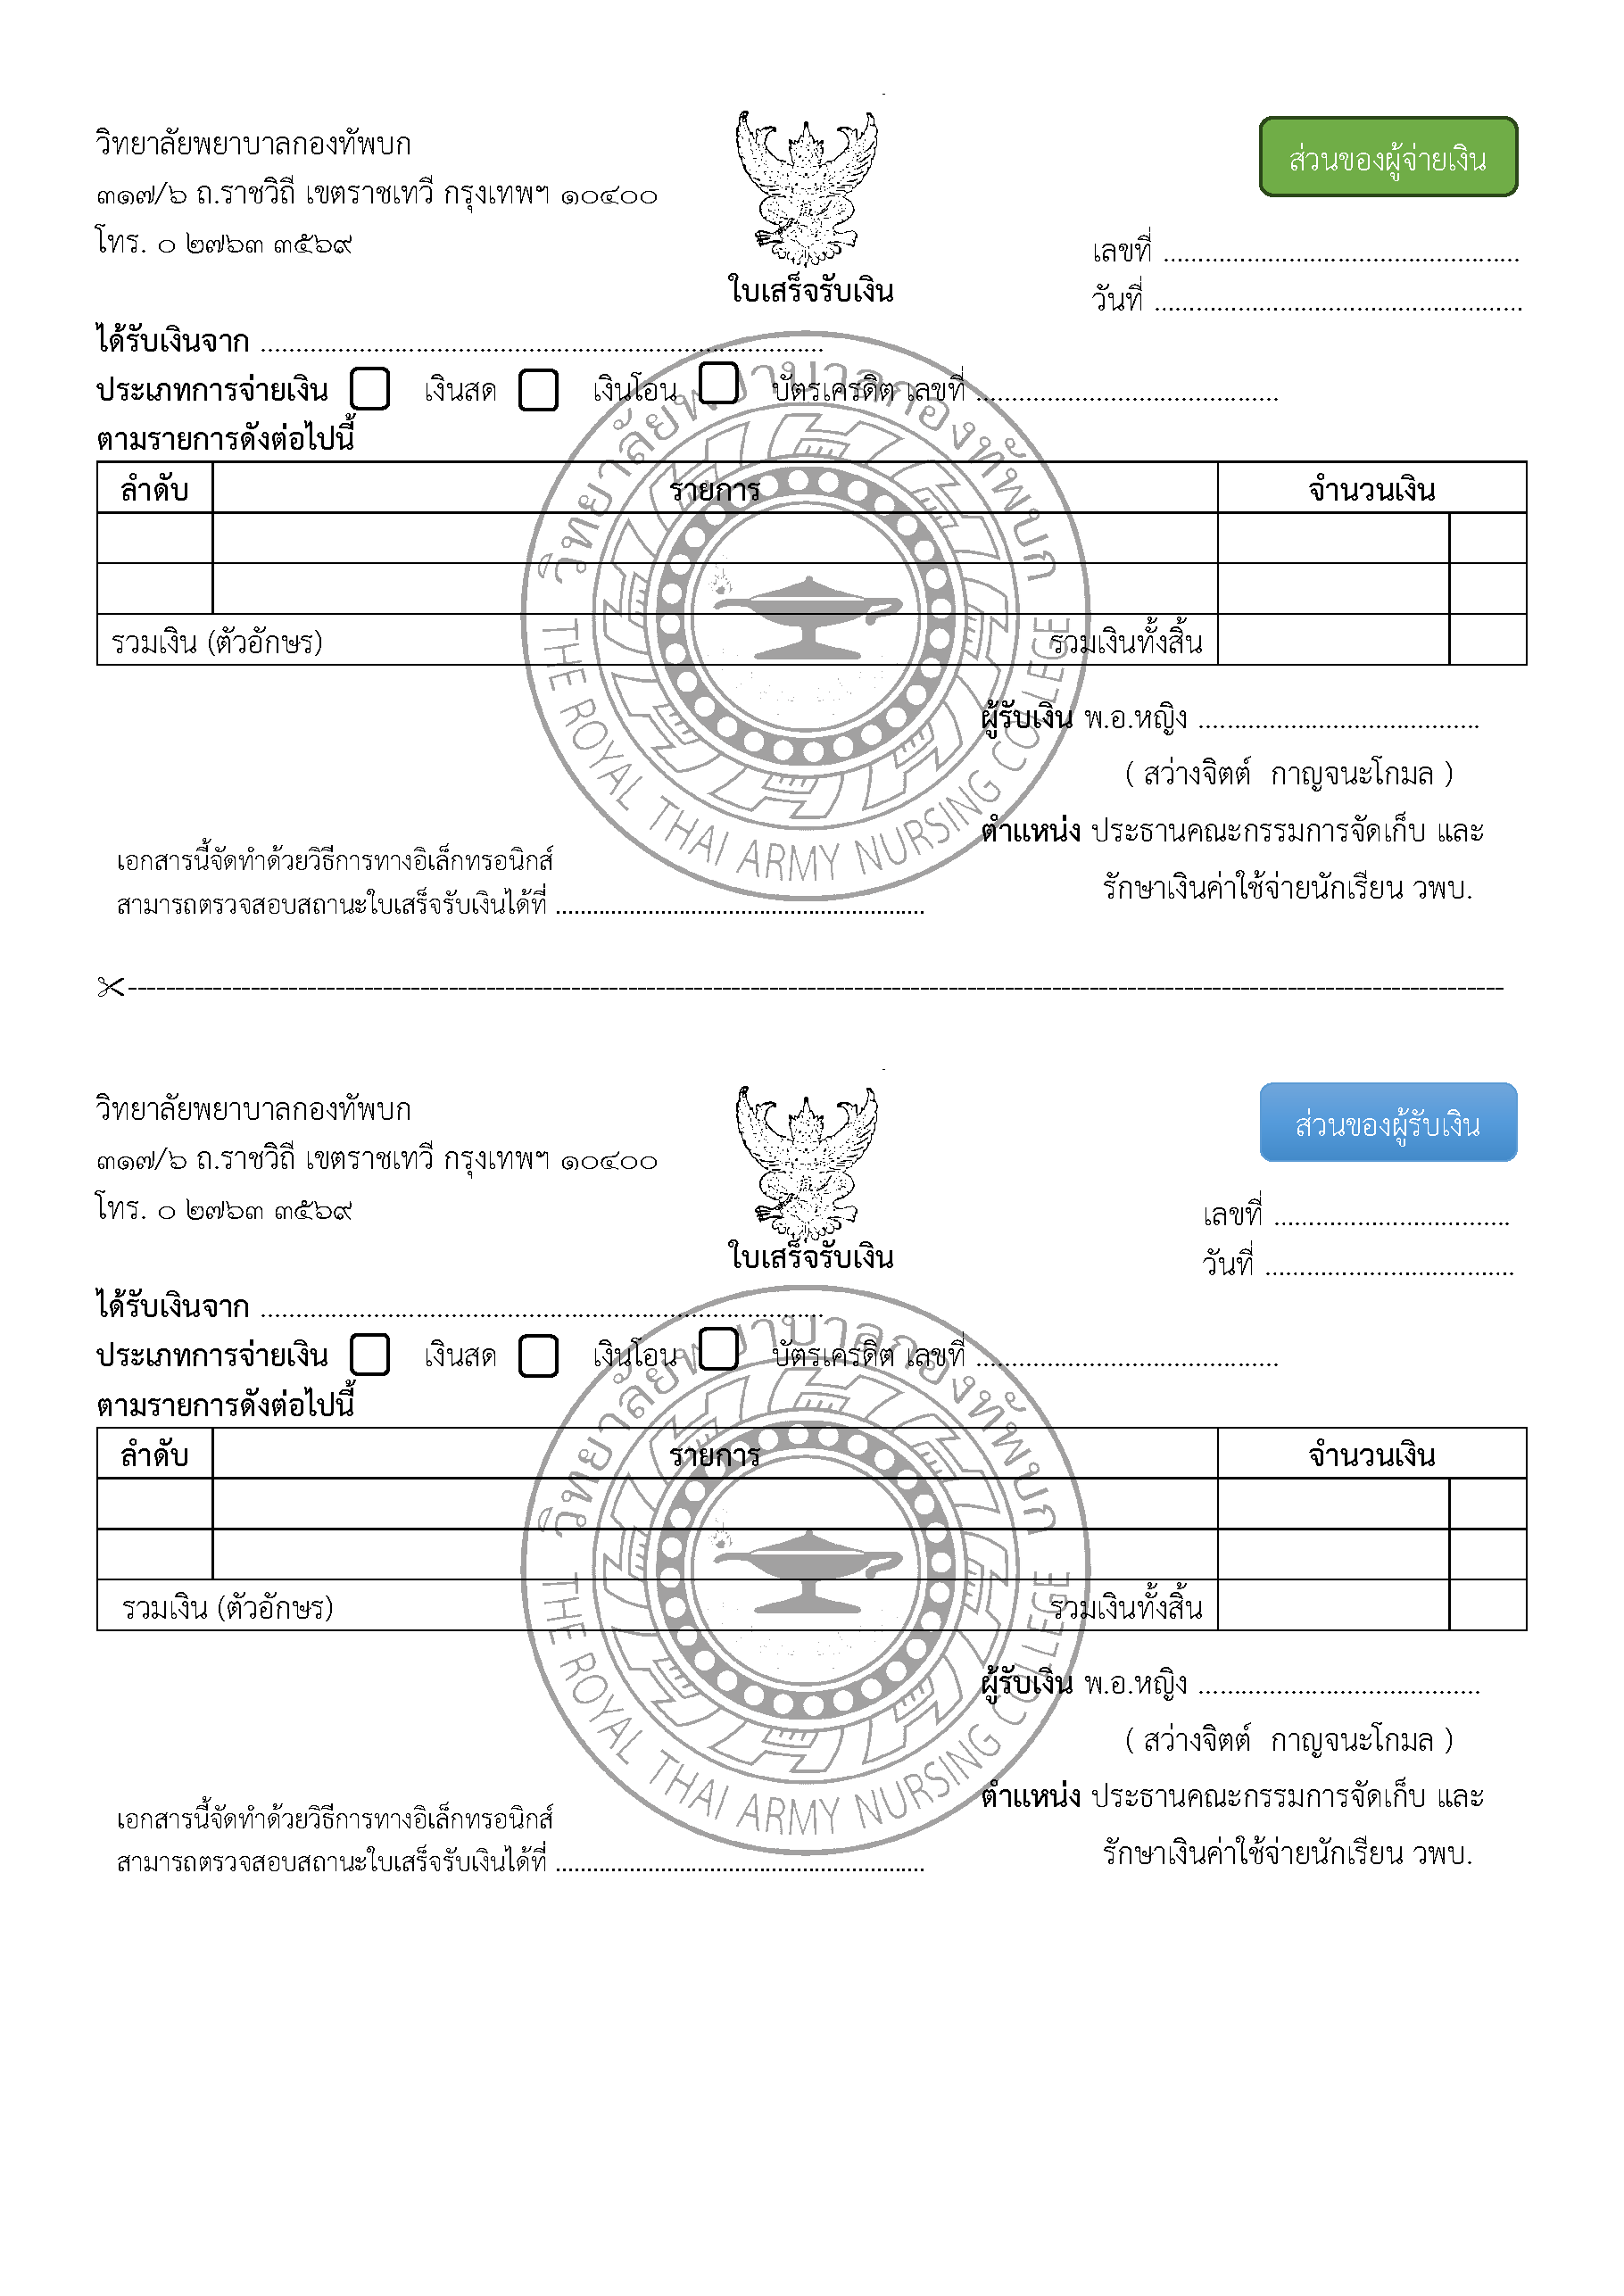 วิทยาลัยพยาบาลกองทัพบก
๓๑๗/๖ ถ.ราชวิถี เขตราชเทวี กรุงเทพฯ ๑๐๔๐๐
โทร. ๐ ๒๗๖๓ ๓๕๖๙
ส่วนของผู้จ่ายเงิน
เลขที่ ..................................................
วันที่ ....................................................
ใบเสร็จรับเงิน
ได้รับเงินจาก ................................................................................
ประเภทการจ่ายเงิน เงินสด เงินโอน บัตรเครดิต เลขที่ ...........................................
ตามรายการดังต่อไปนี้
ลำดับ รายการ จำนวนเงิน
รวมเงิน (ตัวอักษร) รวมเงินทั้งสิ้น
ผู้รับเงิน พ.อ.หญิง ........................................
( สว่างจิตต์ กาญจนะโกมล )
ตำแหน่ง ประธานคณะกรรมการจัดเก็บ และ
รักษาเงินค่าใช้จ่ายนักเรียน วพบ.
เอกสารนี้จัดทำด้วยวิธีการทางอิเล็กทรอนิกส์
สามารถตรวจสอบสถานะใบเสร็จรับเงินได้ที่ ............................................................
วิทยาลัยพยาบาลกองทัพบก
THE ROYAL THAI ARMY NURSING COLLEGE
วิทยาลัยพยาบาลกองทัพบก
๓๑๗/๖ ถ.ราชวิถี เขตราชเทวี กรุงเทพฯ ๑๐๔๐๐
โทร. ๐ ๒๗๖๓ ๓๕๖๙
ส่วนของผู้รับเงิน
เลขที่ .................................
วันที่ ...................................
ใบเสร็จรับเงิน
ได้รับเงินจาก ................................................................................
ประเภทการจ่ายเงิน เงินสด เงินโอน บัตรเครดิต เลขที่ ...........................................
ตามรายการดังต่อไปนี้
ลำดับ รายการ จำนวนเงิน
รวมเงิน (ตัวอักษร) รวมเงินทั้งสิ้น
ผู้รับเงิน พ.อ.หญิง ........................................
( สว่างจิตต์ กาญจนะโกมล )
ตำแหน่ง ประธานคณะกรรมการจัดเก็บ และ
รักษาเงินค่าใช้จ่ายนักเรียน วพบ.
เอกสารนี้จัดทำด้วยวิธีการทางอิเล็กทรอนิกส์
สามารถตรวจสอบสถานะใบเสร็จรับเงินได้ที่ ............................................................
วิทยาลัยพยาบาลกองทัพบก
THE ROYAL THAI ARMY NURSING COLLEGE